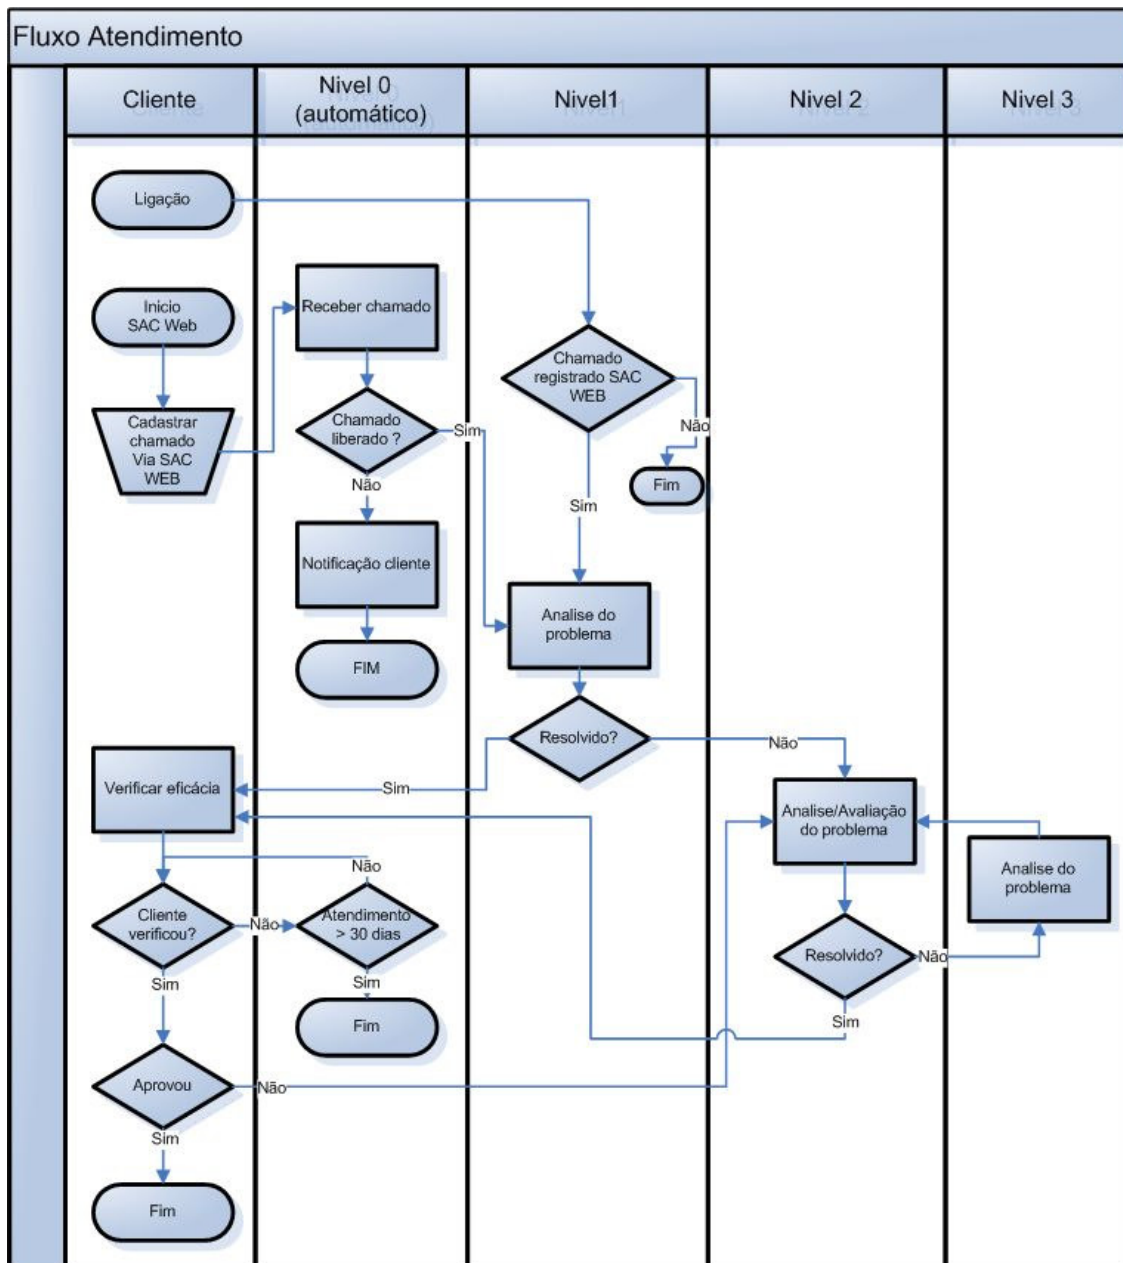 Fluxo Atendimento
Cliente
Nivel 0
(automático)
Nivel1
Nivel 2
Nivel 3
Ligação
Inicio
SAC Web
Receber chamado
Chamado
registrado SAC
WEB
Cadastrar
chamado
Via SAC
WEB
Chamado
liberado ?
Sim
Não
Fim
Não
Sim
Notificação cliente
Analise do
problema
FIM
Resolvido?
Não
Verificar eficácia
Sim
Analise/Avaliação
do problema
Não
Analise do
problema
Cliente
verificou?
Não
Atendimento
> 30 dias
Resolvido?
Não
Sim
Sim
Fim
Sim
Aprovou
Não
Sim
Fim